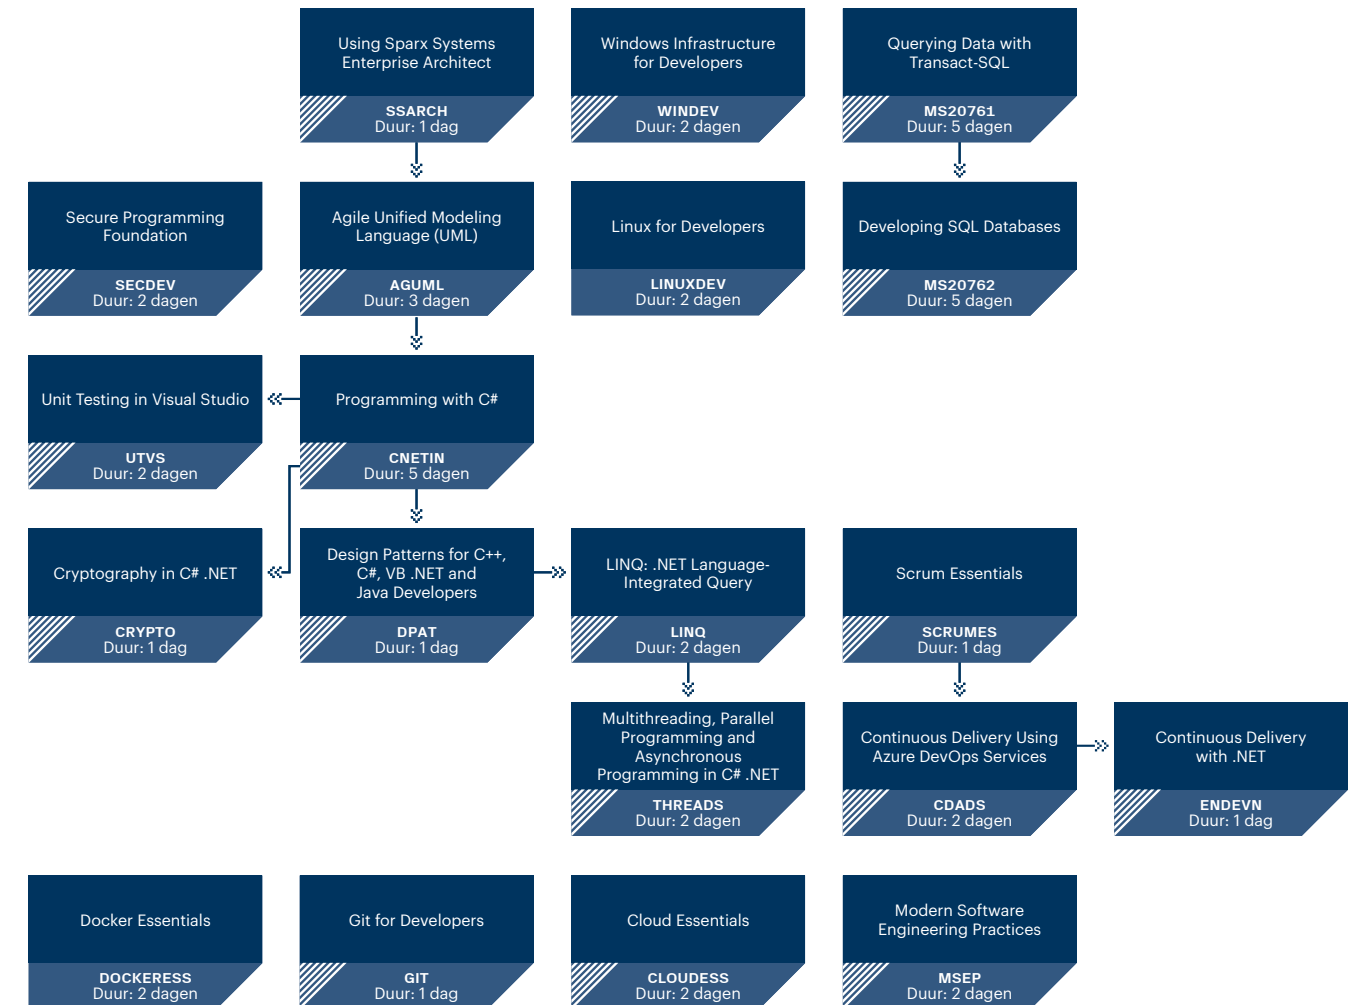 Using Sparx Systems
Enterprise Architect
SSARCH
Duur: 1 dag
Windows Infrastructure
for Developers
WINDEV
Duur: 2 dagen
Querying Data with
Transact-SQL
MS20761
Duur: 5 dagen
Secure Programming
Foundation
SECDEV
Duur: 2 dagen
Agile Unified Modeling
Language (UML)
AGUML
Duur: 3 dagen
Linux for Developers
LINUXDEV
Duur: 2 dagen
Developing SQL Databases
MS20762
Duur: 5 dagen
Unit Testing in Visual Studio
UTVS
Duur: 2 dagen
Programming with C#
CNETIN
Duur: 5 dagen
Cryptography in C# .NET
CRYPTO
Duur: 1 dag
Design Patterns for C++,
C#, VB .NET and
Java Developers
DPAT
Duur: 1 dag
LINQ: .NET Language-
Integrated Query
LINQ
Duur: 2 dagen
Scrum Essentials
SCRUMES
Duur: 1 dag
Multithreading, Parallel
Programming and
Asynchronous
Programming in C# .NET
THREADS
Duur: 2 dagen
Continuous Delivery Using
Azure DevOps Services
CDADS
Duur: 2 dagen
Continuous Delivery
with .NET
ENDEVN
Duur: 1 dag
Docker Essentials
DOCKERESS
Duur: 2 dagen
Git for Developers
GIT
Duur: 1 dag
Cloud Essentials
CLOUDESS
Duur: 2 dagen
Modern Software
Engineering Practices
MSEP
Duur: 2 dagen